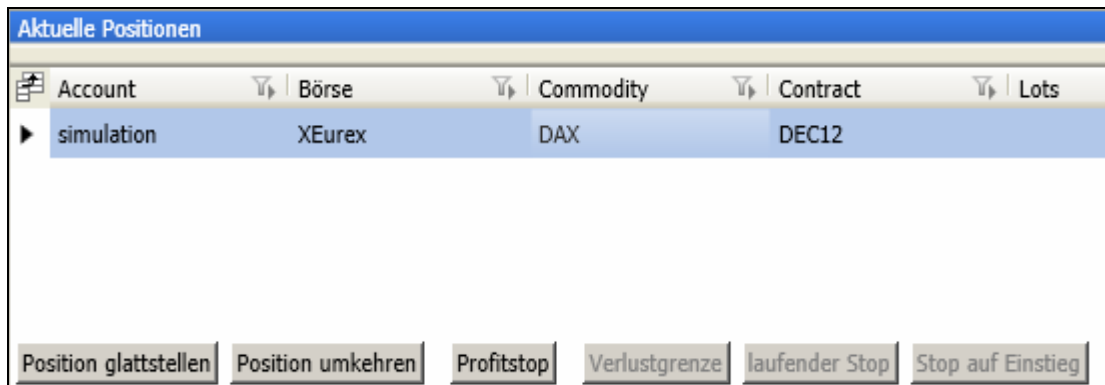 Aktuelle Positionen
Account Börse Commodity Contract Lots
simulation XEurex DAX DEC12
Position glattstellen Position umkehren Profitstop Verlustgrenze laufender Stop Stop auf Einstieg